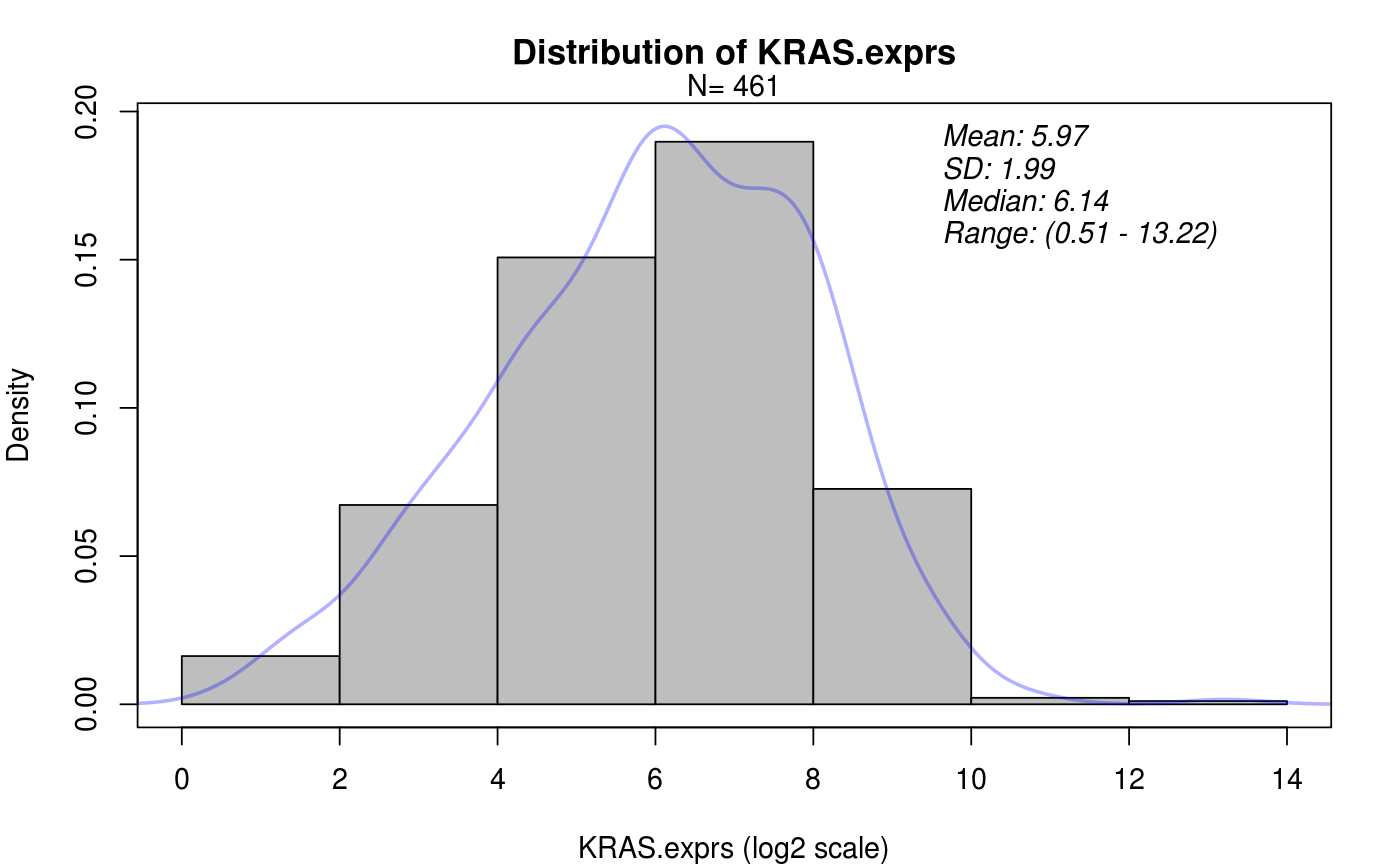 Distribution of KRAS.exprs
N= 461
Mean: 5.97
SD: 1.99
Median: 6.14
Range: (0.51 - 13.22)
Density
0.20
0.15
0.10
0.05
0.00
0 2 4 6 8 10 12 14
KRAS.exprs (log2 scale)